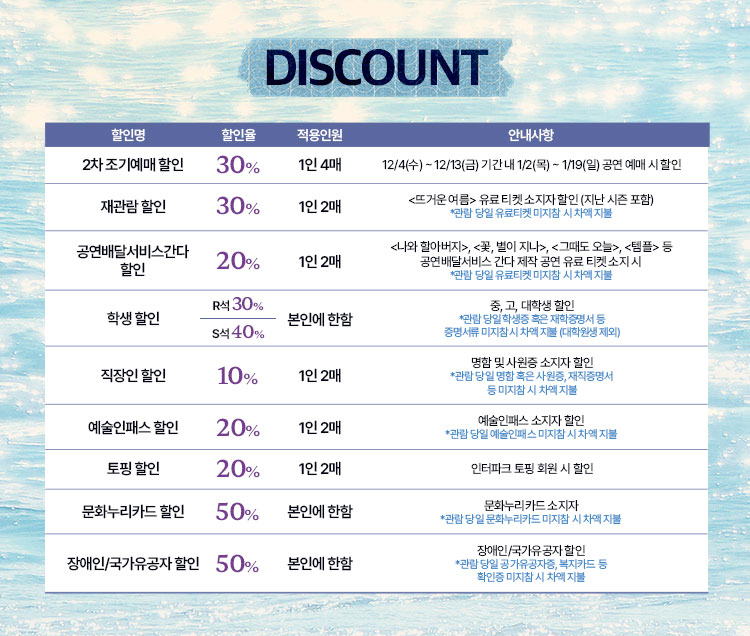 DISCOUNT
할인명 할인율 적용인원 안내사항
2차 조기예매 할인 30% 1인 4매 12/4(수) ~ 12/13(금) 기간 내 1/2(목) ~ 1/19(일) 공연 예매 시 할인
재관람 할인 30% 1인 2매 <뜨거운 여름> 유료 티켓 소지자 할인 (지난 시즌 포함)
*관람 당일 유료티켓 미지참 시 차액 지불
공연배달서비스간다
할인 20% 1인 2매 <나와 할아버지>, <꽃, 별이 지나>, <그때도 오늘>, <템플> 등
공연배달서비스 간다 제작 공연 유료 티켓 소지 시
*관람 당일 유료티켓 미지참 시 차액 지불
학생 할인 R석 30%
S석 40%
본인에 한함 중, 고, 대학생 할인
*관람 당일 학생증 혹은 재학증명서 등
증명서류 미지참 시 차액 지불 (대학원생 제외)
직장인 할인 10% 1인 2매 명함 및 사원증 소지자 할인
*관람 당일 명함 혹은 사원증, 재직증명서
등 미지참 시 차액 지불
예술인패스 할인 20% 1인 2매 예술인패스 소지자 할인
*관람 당일 예술인패스 미지참 시 차액 지불
토핑 할인 20% 1인 2매 인터파크 토핑 회원 시 할인
문화누리카드 할인 50% 본인에 한함 문화누리카드 소지자
*관람 당일 문화누리카드 미지참 시 차액 지불
장애인/국가유공자 할인 50% 본인에 한함 장애인/국가유공자 할인
*관람 당일 공가유공자증, 복지카드 등
확인증 미지참 시 차액 지불